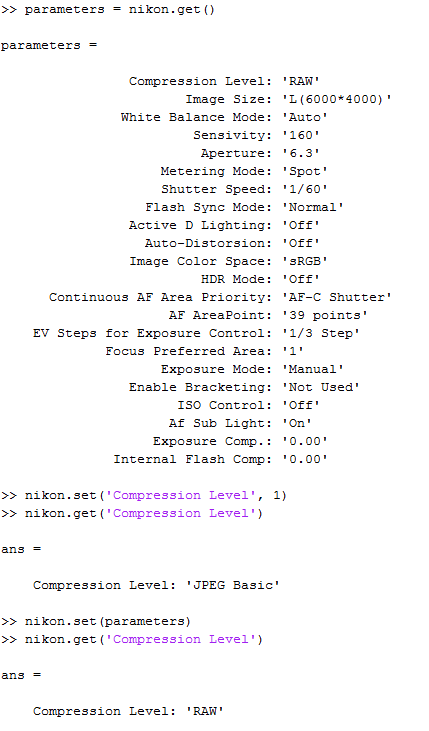 >> parameters = nikon.get()
parameters =
Compression Level: 'RAW'
Image Size: 'L(6000*4000)'
White Balance Mode: 'Auto'
Sensivity: '160'
Aperture: '6.3'
Metering Mode: 'Spot'
Shutter Speed: '1/60'
Flash Sync Mode: 'Normal'
Active D Lighting: 'Off'
Auto-Distorsion: 'Off'
Image Color Space: 'sRGB'
HDR Mode: 'Off'
Continuous AF Area Priority: 'AF-C Shutter'
AF AreaPoint: '39 points'
EV Steps for Exposure Control: '1/3 Step'
Focus Preferred Area: '1'
Exposure Mode: 'Manual'
Enable Bracketing: 'Not Used'
ISO Control: 'Off'
Af Sub Light: 'On'
Exposure Comp.: '0.00'
Internal Flash Comp: '0.00'
>> nikon.set('Compression Level', 1)
>> nikon.get('Compression Level')
ans =
Compression Level: 'JPEG Basic'
>> nikon.set(parameters)
>> nikon.get('Compression Level')
ans =
Compression Level: 'RAW'